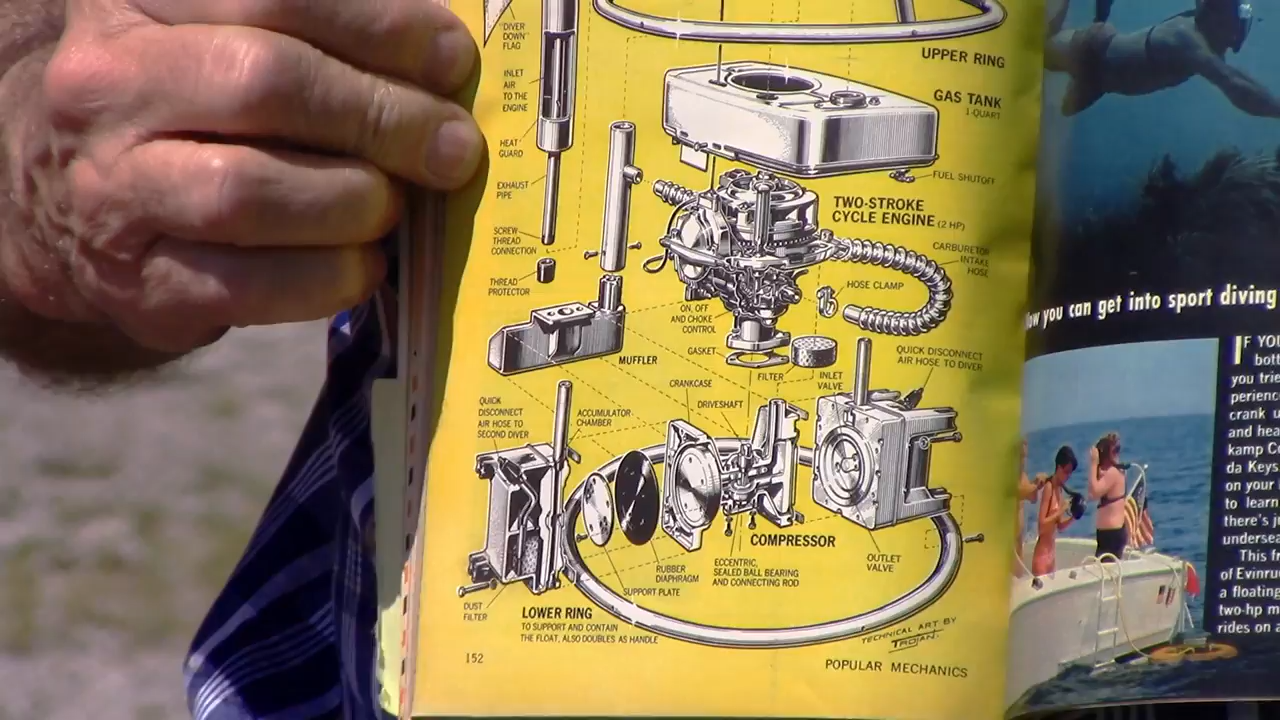 DIVER
DOWN
FLAG
UPPER RING
INLET
AIR
TO THE
ENGINE
GAS TANK
1-QUART
HEAT
GUARD
FUEL SHUTOFF
EXHAUST
PIPE
TWO-STROKE
CYCLE ENGINE (2 HP)
SCREW
THREAD
CONNECTION
CARBURETOR
INTAKE
HOSE
THREAD
PROTECTOR
HOSE CLAMP
ON, OFF
AND CHOKE
CONTROL
MUFFLER
GASKET
FILTER
INLET
VALVE
QUICK DISCONNECT
AIR HOSE TO DIVER
CRANKCASE
DRIVESHAFT
QUICK
DISCONNECT
AIR HOSE TO
SECOND DIVER
ACCUMULATOR
CHAMBER
COMPRESSOR
OUTLET
VALVE
ECCENTRIC,
SEALED BALL BEARING
AND CONNECTING ROD
RUBBER
DIAPHRAGM
SUPPORT PLATE
DUST
FILTER
LOWER RING
TO SUPPORT AND CONTAIN
THE FLOAT, ALSO DOUBLES AS HANDLE
TECHNICAL ART BY
TROJAN
152
POPULAR MECHANICS
you can get into sport diving
IF YOU
both
you trie
perienc
crank u
and hea
kamp Co
da Keys
on your
to learn
there's j
undersea
This fr
of Evinru
a floating
two-hp m
rides on a